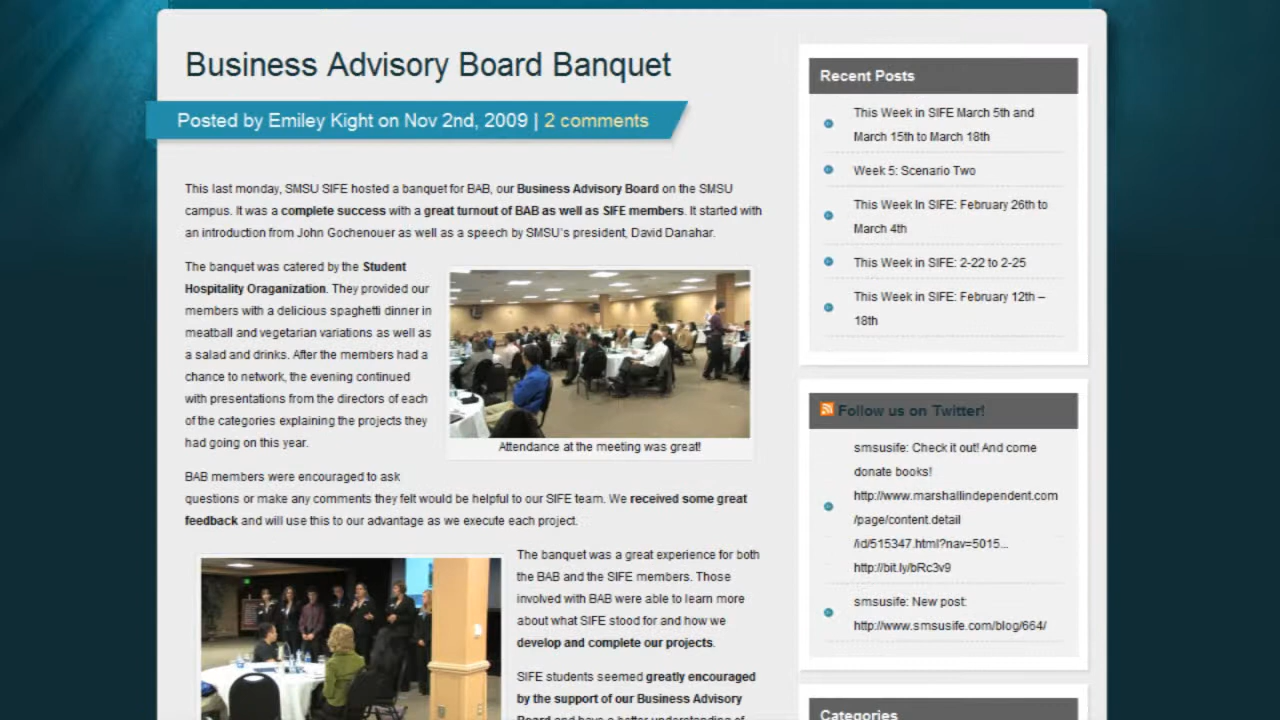 Business Advisory Board Banquet
Posted by Emiley Kight on Nov 2nd, 2009 | 2 comments
This last monday, SMSU SIFE hosted a banquet for BAB, our Business Advisory Board on the SMSU
campus. It was a complete success with a great turnout of BAB as well as SIFE members. It started with
an introduction from John Gochenouer as well as a speech by SMSU's president, David Danahar.
The banquet was catered by the Student
Hospitality Oraganization. They provided our
members with a delicious spaghetti dinner in
meatball and vegetarian variations as well as
a salad and drinks. After the members had a
chance to network, the evening continued
with presentations from the directors of each
of the categories explaining the projects they
had going on this year.
Attendance at the meeting was great!
BAB members were encouraged to ask
questions or make any comments they felt would be helpful to our SIFE team. We received some great
feedback and will use this to our advantage as we execute each project.
The banquet was a great experience for both
the BAB and the SIFE members. Those
involved with BAB were able to learn more
about what SIFE stood for and how we
develop and complete our projects.
SIFE students seemed greatly encouraged
by the support of our Business Advisory
Board and have a better understanding of
Recent Posts
This Week in SIFE March 5th and
March 15th to March 18th
Week 5: Scenario Two
This Week In SIFE: February 26th to
March 4th
This Week in SIFE: 2-22 to 2-25
This Week in SIFE: February 12th –
18th
Follow us on Twitter!
smsusife: Check it out! And come
donate books!
http://www.marshallindependent.com
/page/content.detail
/id/515347.html?nav=5015...
http://bit.ly/bRc3v9
smsusife: New post:
http://www.smsusife.com/blog/664/
Categories